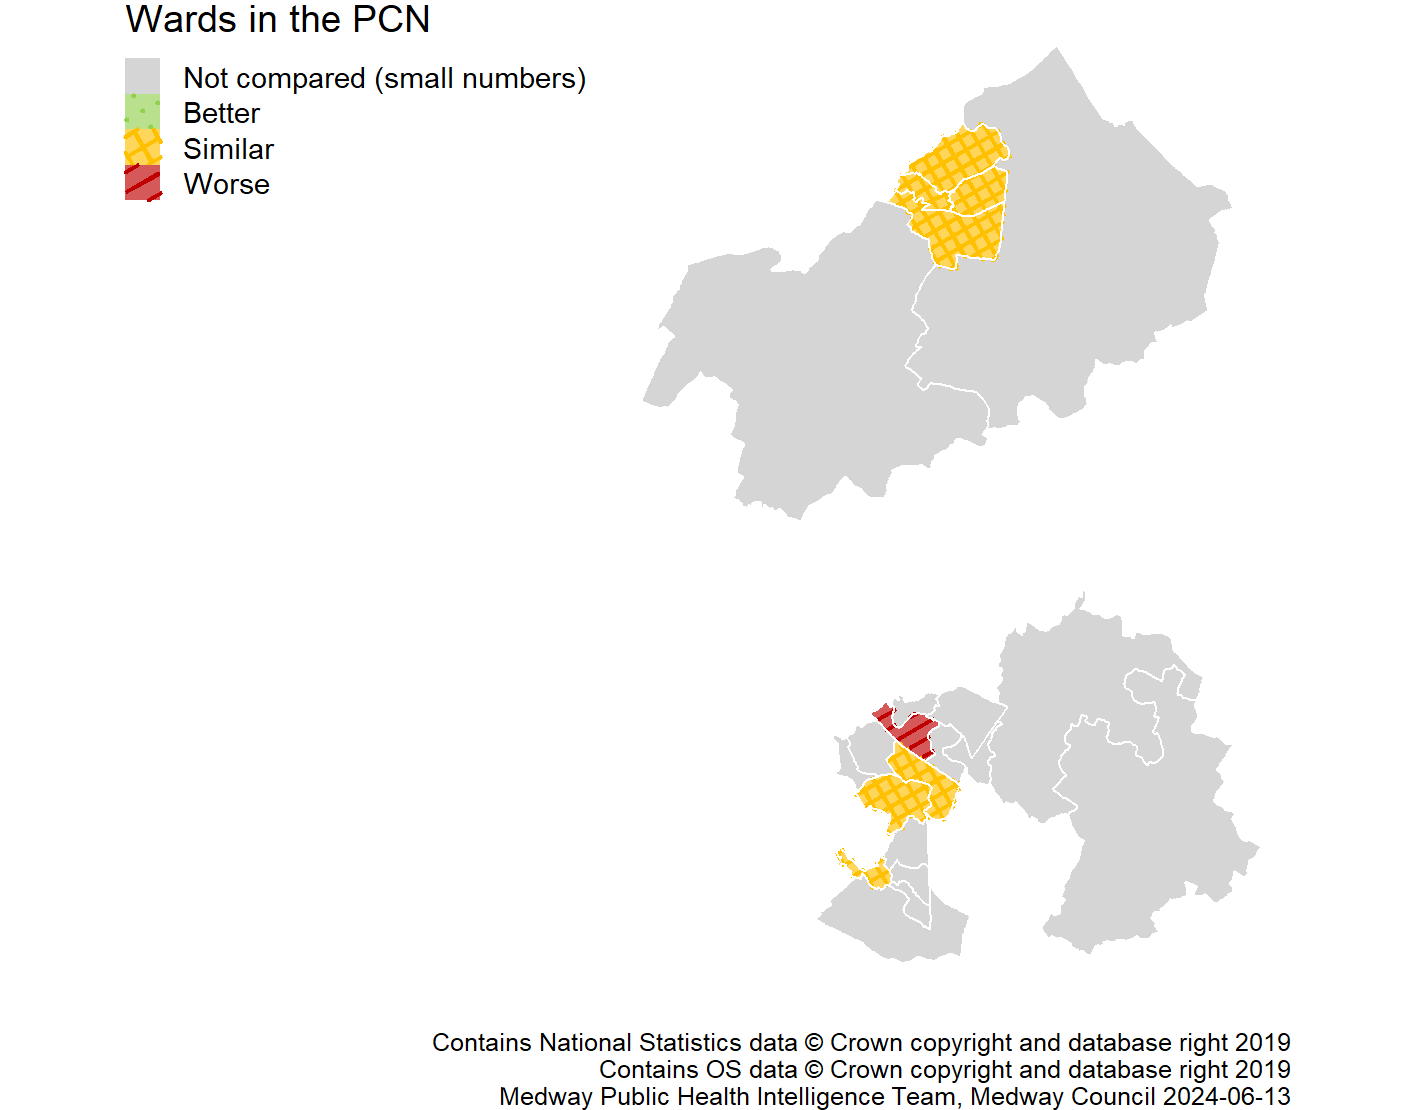 Wards in the PCN
Not compared (small numbers)
Better
Similar
Worse
Contains National Statistics data © Crown copyright and database right 2019
Contains OS data © Crown copyright and database right 2019
Medway Public Health Intelligence Team, Medway Council 2024-06-13